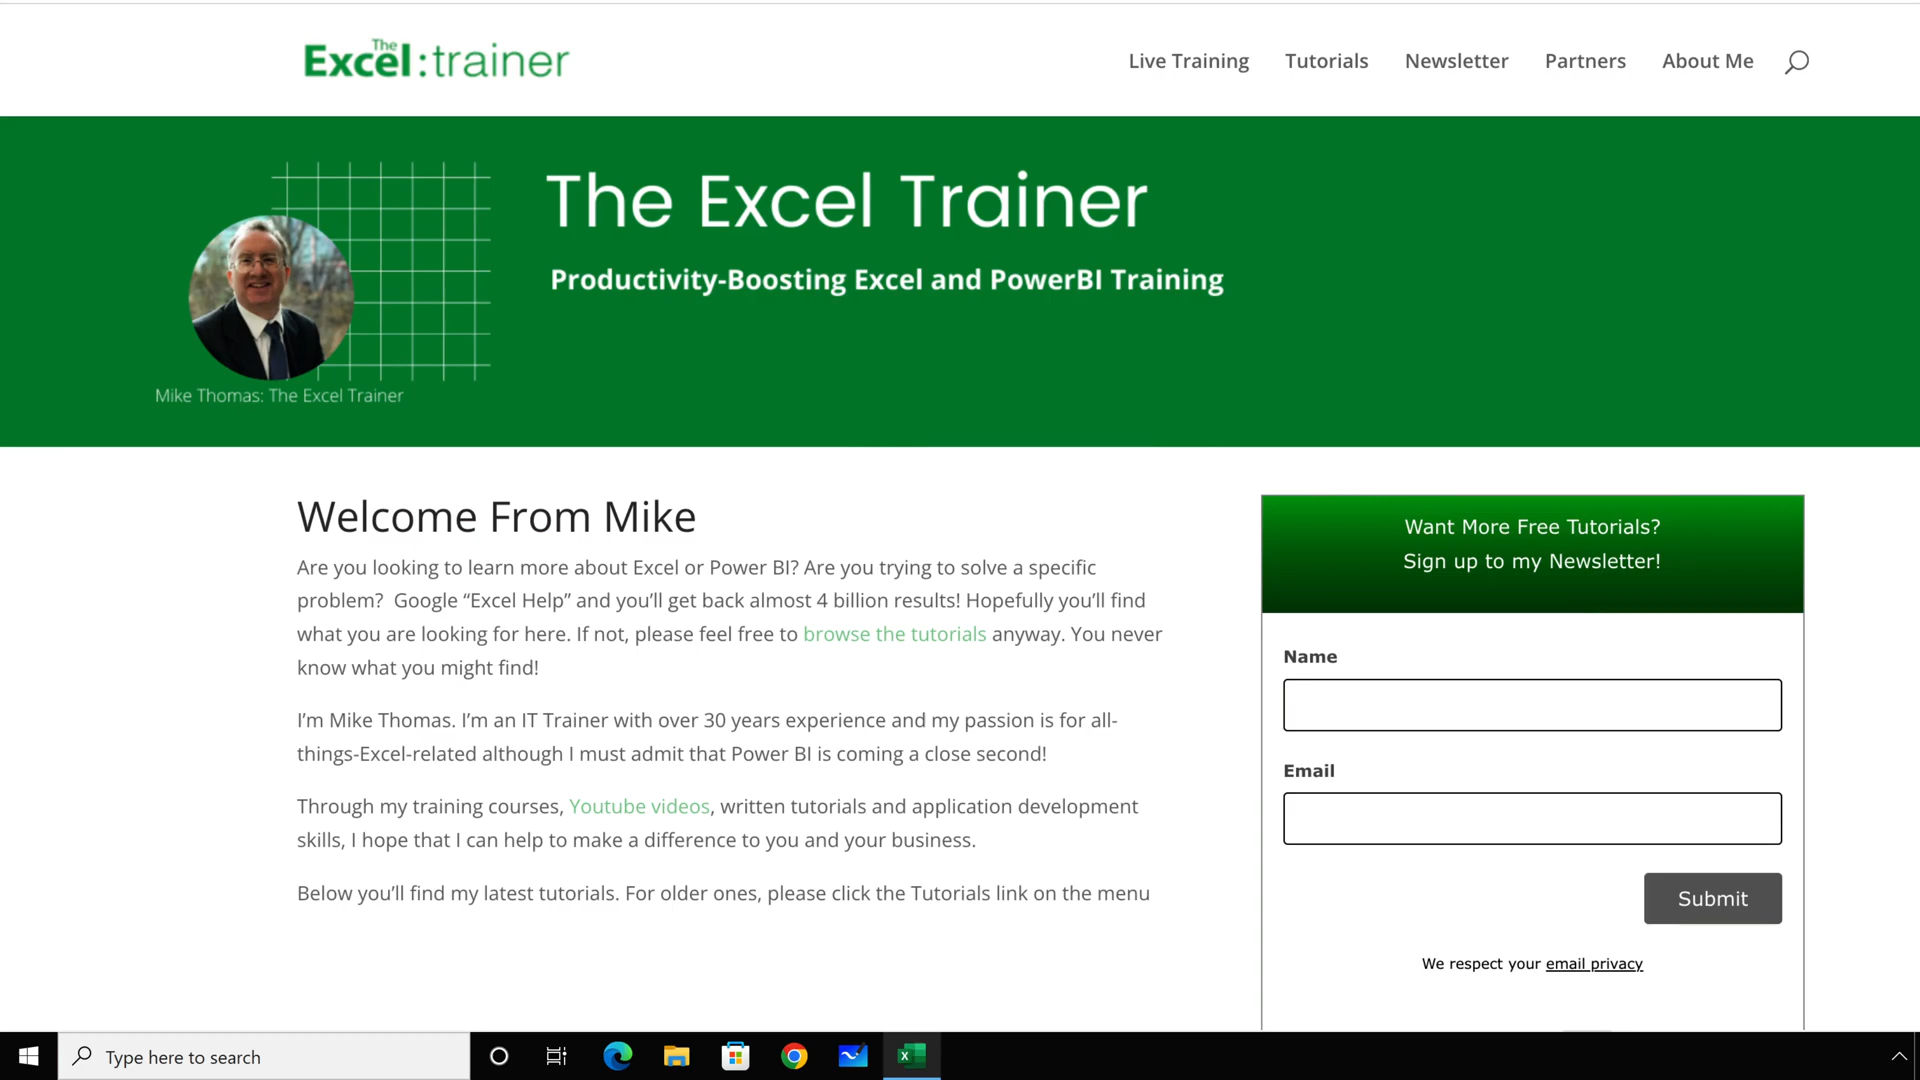 The
Excel:trainer
Live Training
Tutorials
Newsletter
Partners
About Me
The Excel Trainer
Productivity-Boosting Excel and PowerBI Training
Mike Thomas: The Excel Trainer
Welcome From Mike
Are you looking to learn more about Excel or Power BI? Are you trying to solve a specific
problem?  Google “Excel Help” and you’ll get back almost 4 billion results! Hopefully you’ll find
what you are looking for here. If not, please feel free to browse the tutorials anyway. You never
know what you might find!
I’m Mike Thomas. I’m an IT Trainer with over 30 years experience and my passion is for all-
things-Excel-related although I must admit that Power BI is coming a close second!
Through my training courses, Youtube videos, written tutorials and application development
skills, I hope that I can help to make a difference to you and your business.
Below you’ll find my latest tutorials. For older ones, please click the Tutorials link on the menu
Want More Free Tutorials?
Sign up to my Newsletter!
Name
Email
Submit
We respect your email privacy
Type here to search